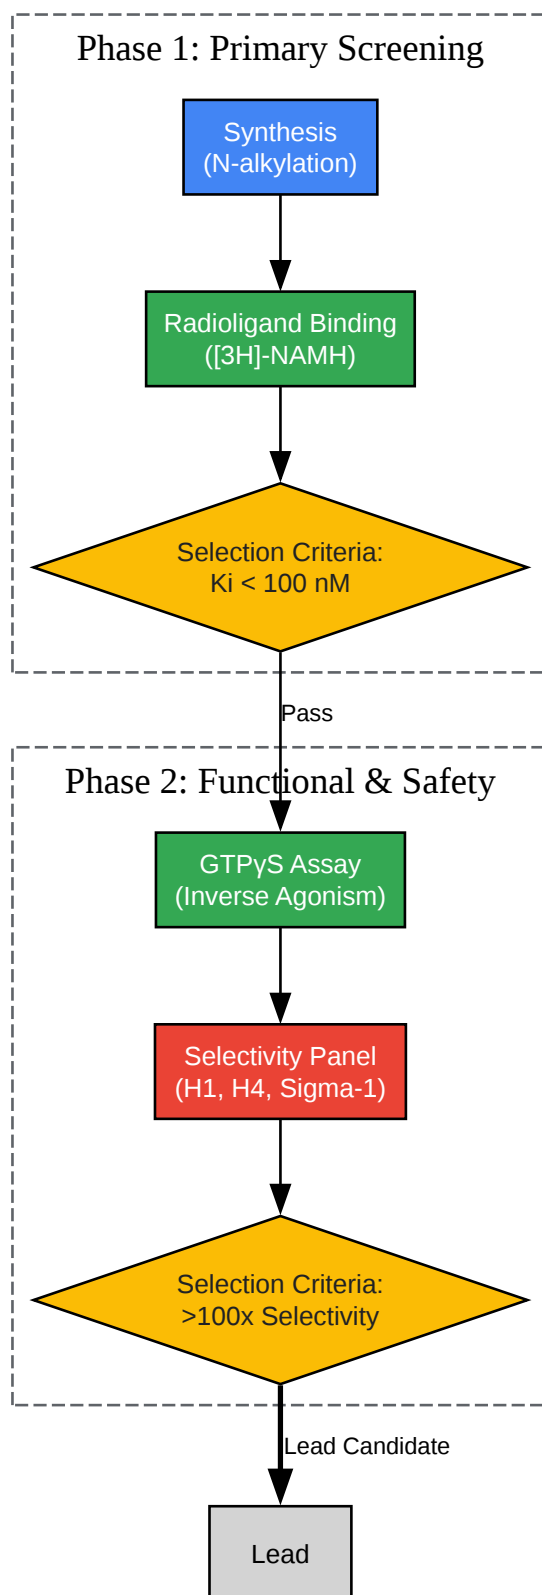 Phase 1: Primary Screening
Synthesis
(N-alkylation)
Radioligand Binding
([3H]-NAMH)
Selection Criteria:
Ki < 100 nM
Pass
Phase 2: Functional & Safety
GTPγS Assay
(Inverse Agonism)
Selectivity Panel
(H1, H4, Sigma-1)
Selection Criteria:
>100x Selectivity
Lead Candidate
Lead